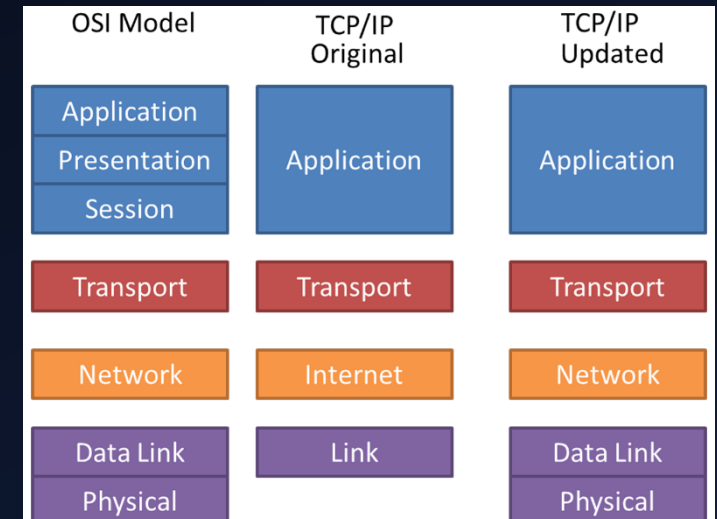 OSI Model
TCP/IP
Original
TCP/IP
Updated
Application
Presentation
Session
Application
Application
Transport
Transport
Transport
Network
Internet
Network
Data Link
Link
Data Link
Physical
Physical